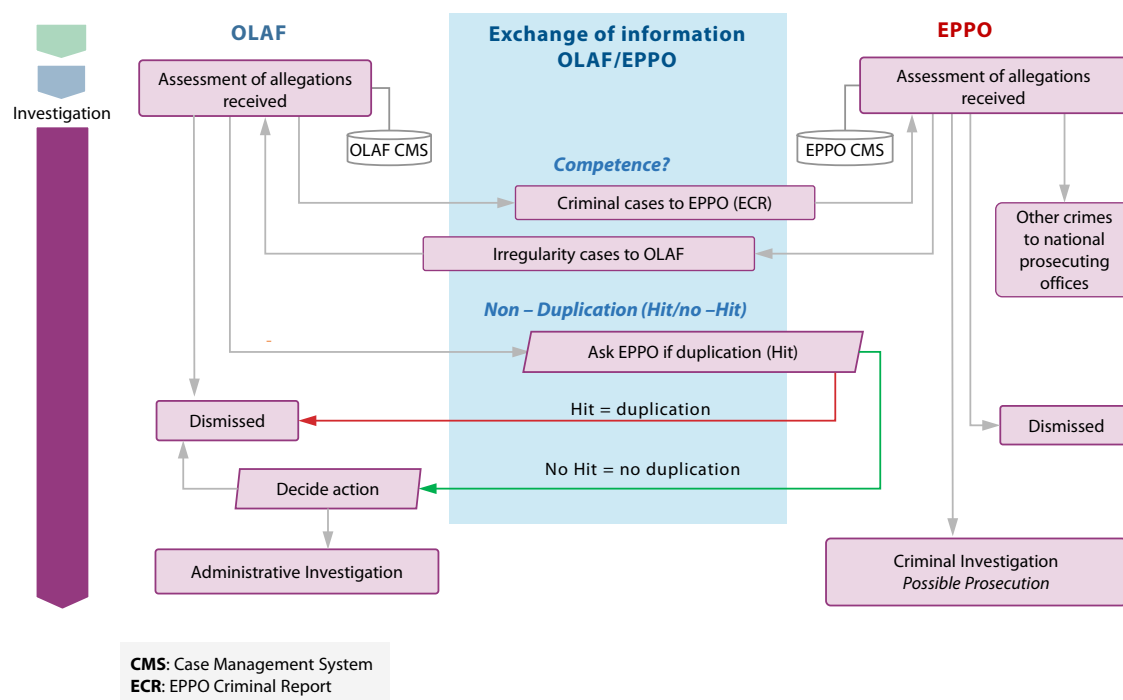 OLAF
Exchange of information
OLAF/EPPO
EPPO
Investigation
Assessment of allegations
received
Assessment of allegations
received
OLAF CMS
EPPO CMS
Competence?
Criminal cases to EPPO (ECR)
Irregularity cases to OLAF
Other crimes
to national
prosecuting
offices
Non – Duplication (Hit/no –Hit)
Ask EPPO if duplication (Hit)
Hit = duplication
Dismissed
Dismissed
No Hit = no duplication
Decide action
Administrative Investigation
Criminal Investigation
Possible Prosecution
CMS: Case Management System
ECR: EPPO Criminal Report